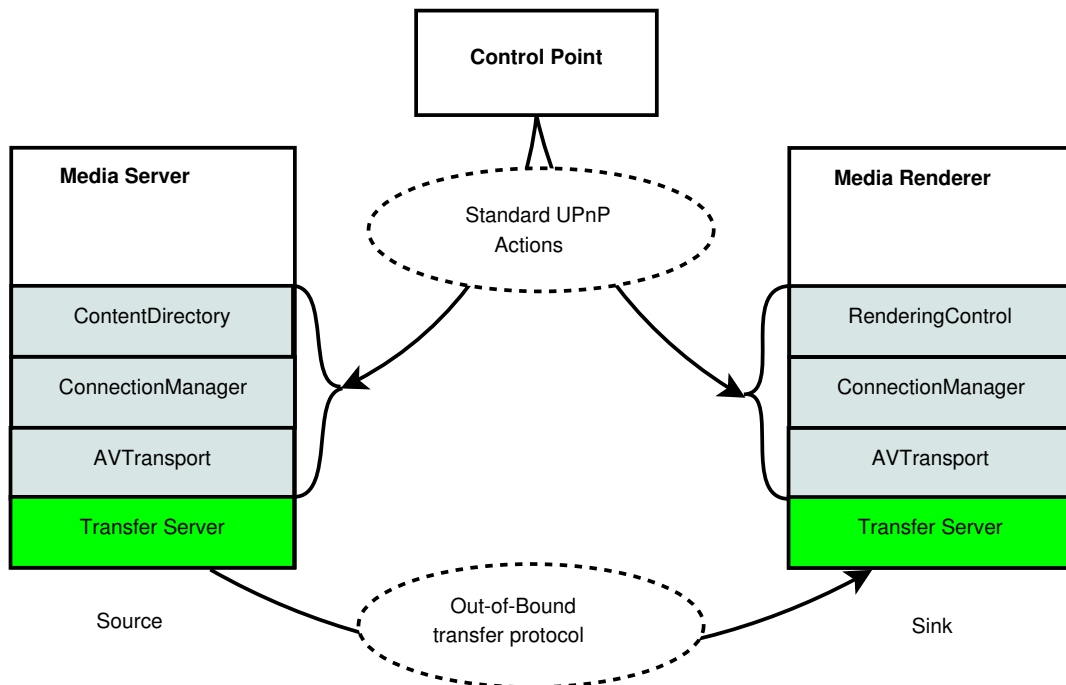 Control Point
Media Server
Media Renderer
Standard UPnP
Actions
ContentDirectory
ConnectionManager
AVTransport
Transfer Server
RenderingControl
ConnectionManager
AVTransport
Transfer Server
Source
Out-of-Bound
transfer protocol
Sink